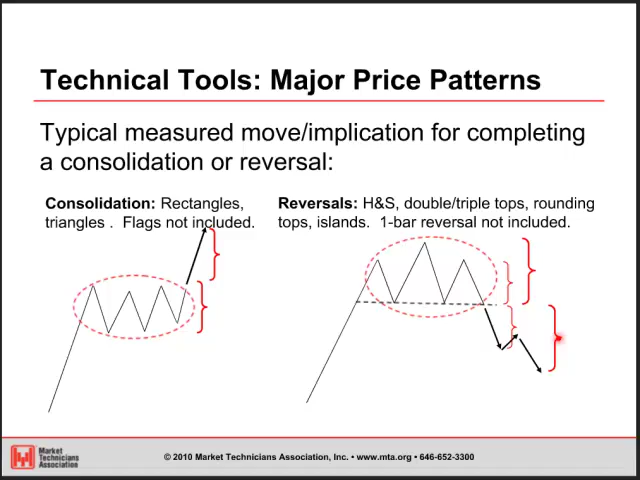 Technical Tools: Major Price Patterns
Typical measured move/implication for completing
a consolidation or reversal:
Consolidation: Rectangles,
triangles . Flags not included.
Reversals: H&S, double/triple tops, rounding
tops, islands. 1-bar reversal not included.
Market
Technicians
Association
© 2010 Market Technicians Association, Inc. • www.mta.org • 646-652-3300